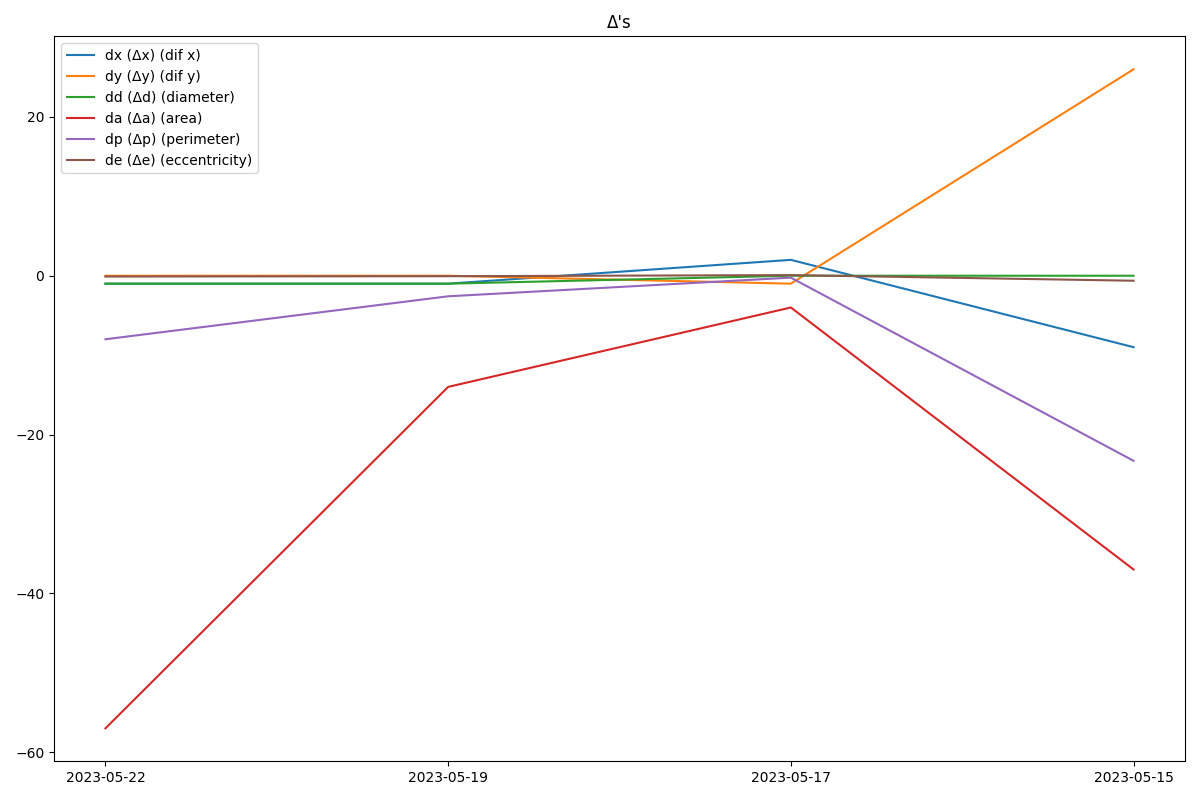 Δ's
dx (Δx) (dif x)
dy (Δy) (dif y)
dd (Δd) (diameter)
da (Δa) (area)
dp (Δp) (perimeter)
de (Δe) (eccentricity)
20
0
−20
−40
−60
2023-05-22
2023-05-19
2023-05-17
2023-05-15